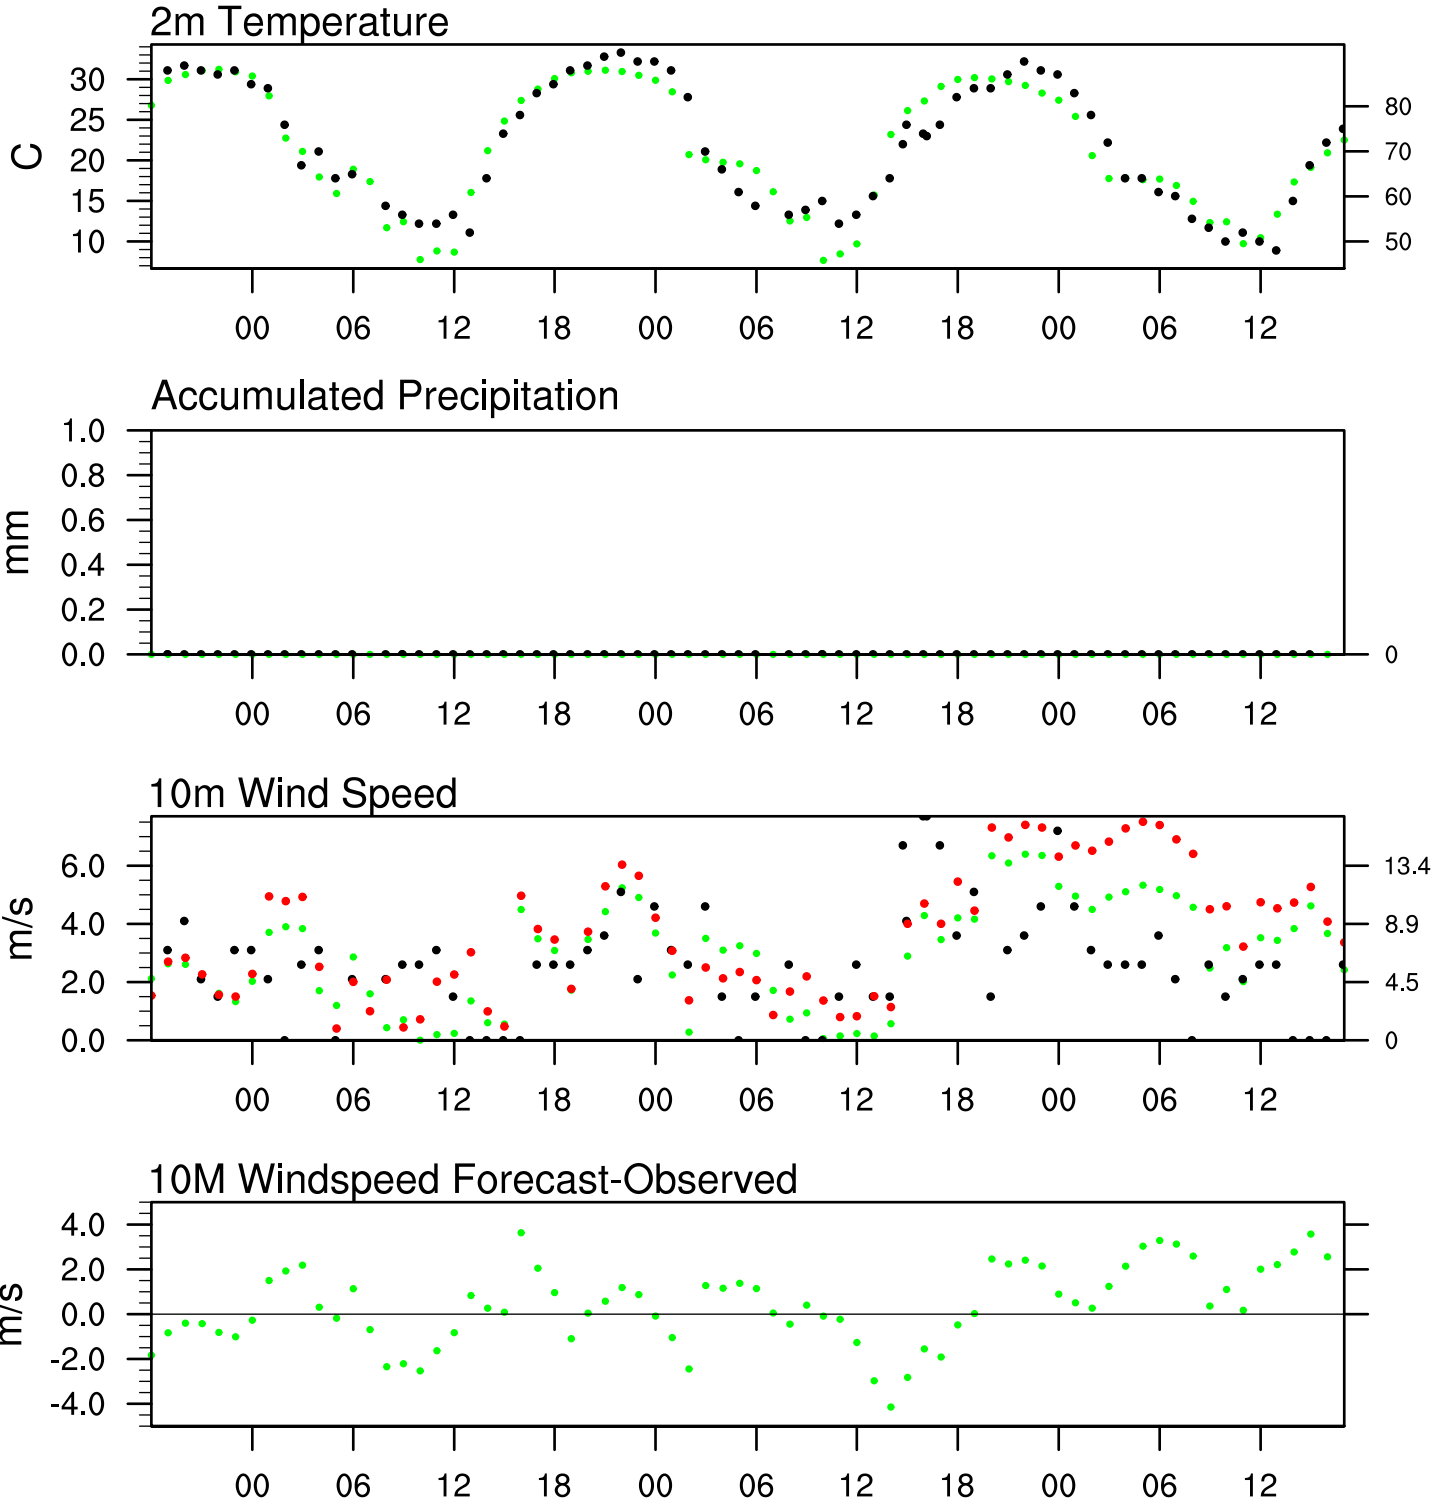 2m Temperature
30
25
20
15
10
C
80
70
60
50
00 06 12 18 00 06 12 18 00 06 12
Accumulated Precipitation
1.0
0.8
0.6
0.4
0.2
0.0
mm
0
00 06 12 18 00 06 12 18 00 06 12
10m Wind Speed
6.0
4.0
2.0
0.0
m/s
13.4
8.9
4.5
0
00 06 12 18 00 06 12 18 00 06 12
10M Windspeed Forecast-Observed
4.0
2.0
0.0
-2.0
-4.0
m/s
00 06 12 18 00 06 12 18 00 06 12